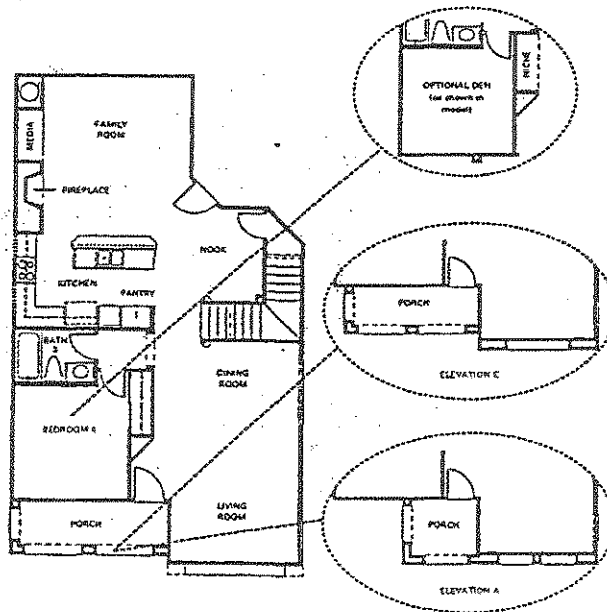 OPTIONAL DEN
(as shown in
model)
NICHE
MEDIA
FAMILY
ROOM
FIREPLACE
NOOK
KITCHEN
PANTRY
BATH
DINING
ROOM
BEDROOM 4
LIVING
ROOM
PORCH
PORCH
ELEVATION C
PORCH
ELEVATION A